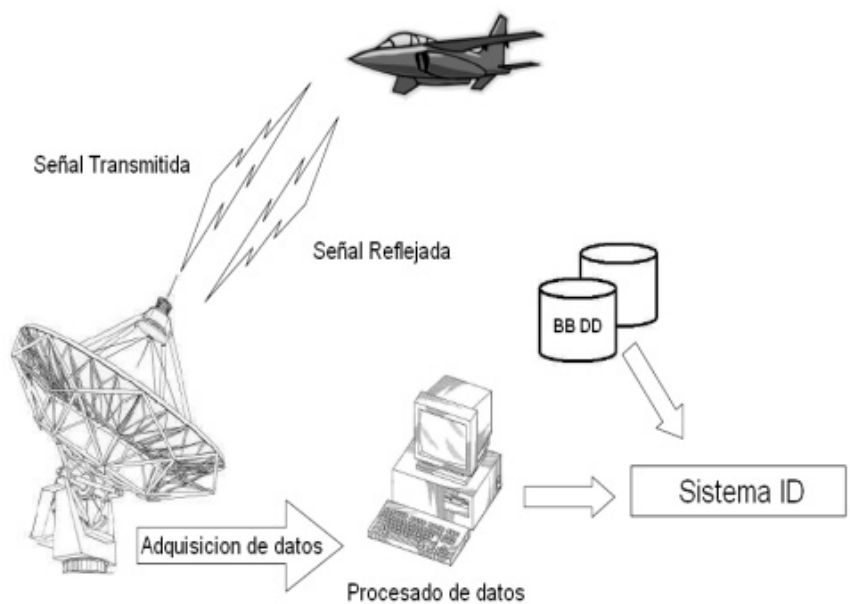 Señal Transmitida
Señal Reflejada
BB DD
Sistema ID
Adquisicion de datos
Procesado de datos